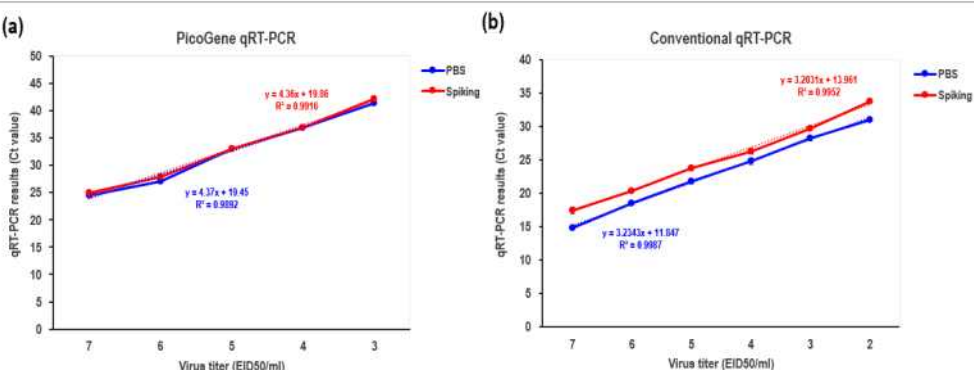 (a)
PicoGene qRT-PCR
qRT-PCR results (Ct value)
50
45
40
35
30
25
20
15
10
5
0
y = 4.36x + 19.86
R² = 0.9916
y = 4.37x + 19.45
R² = 0.9892
PBS
Spiking
7 6 5 4 3
Virus titer (EID50/ml)
(b)
Conventional qRT-PCR
qRT-PCR results (Ct value)
40
35
30
25
20
15
10
5
0
y = 3.2031x + 13.961
R² = 0.9952
y = 3.2343x + 11.847
R² = 0.9987
PBS
Spiking
7 6 5 4 3 2
Virus titer (EID50/ml)